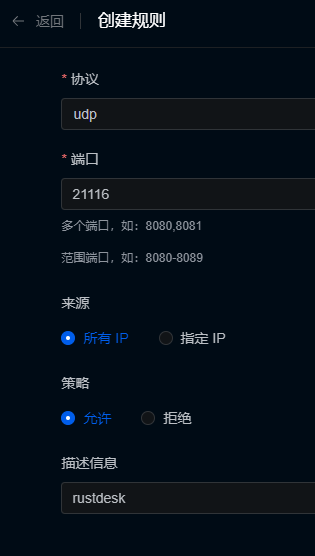 返回 创建规则
* 协议
udp
* 端口
21116
多个端口，如：8080,8081
范围端口，如：8080-8089
来源
所有 IP 指定 IP
策略
允许 拒绝
描述信息
rustdesk